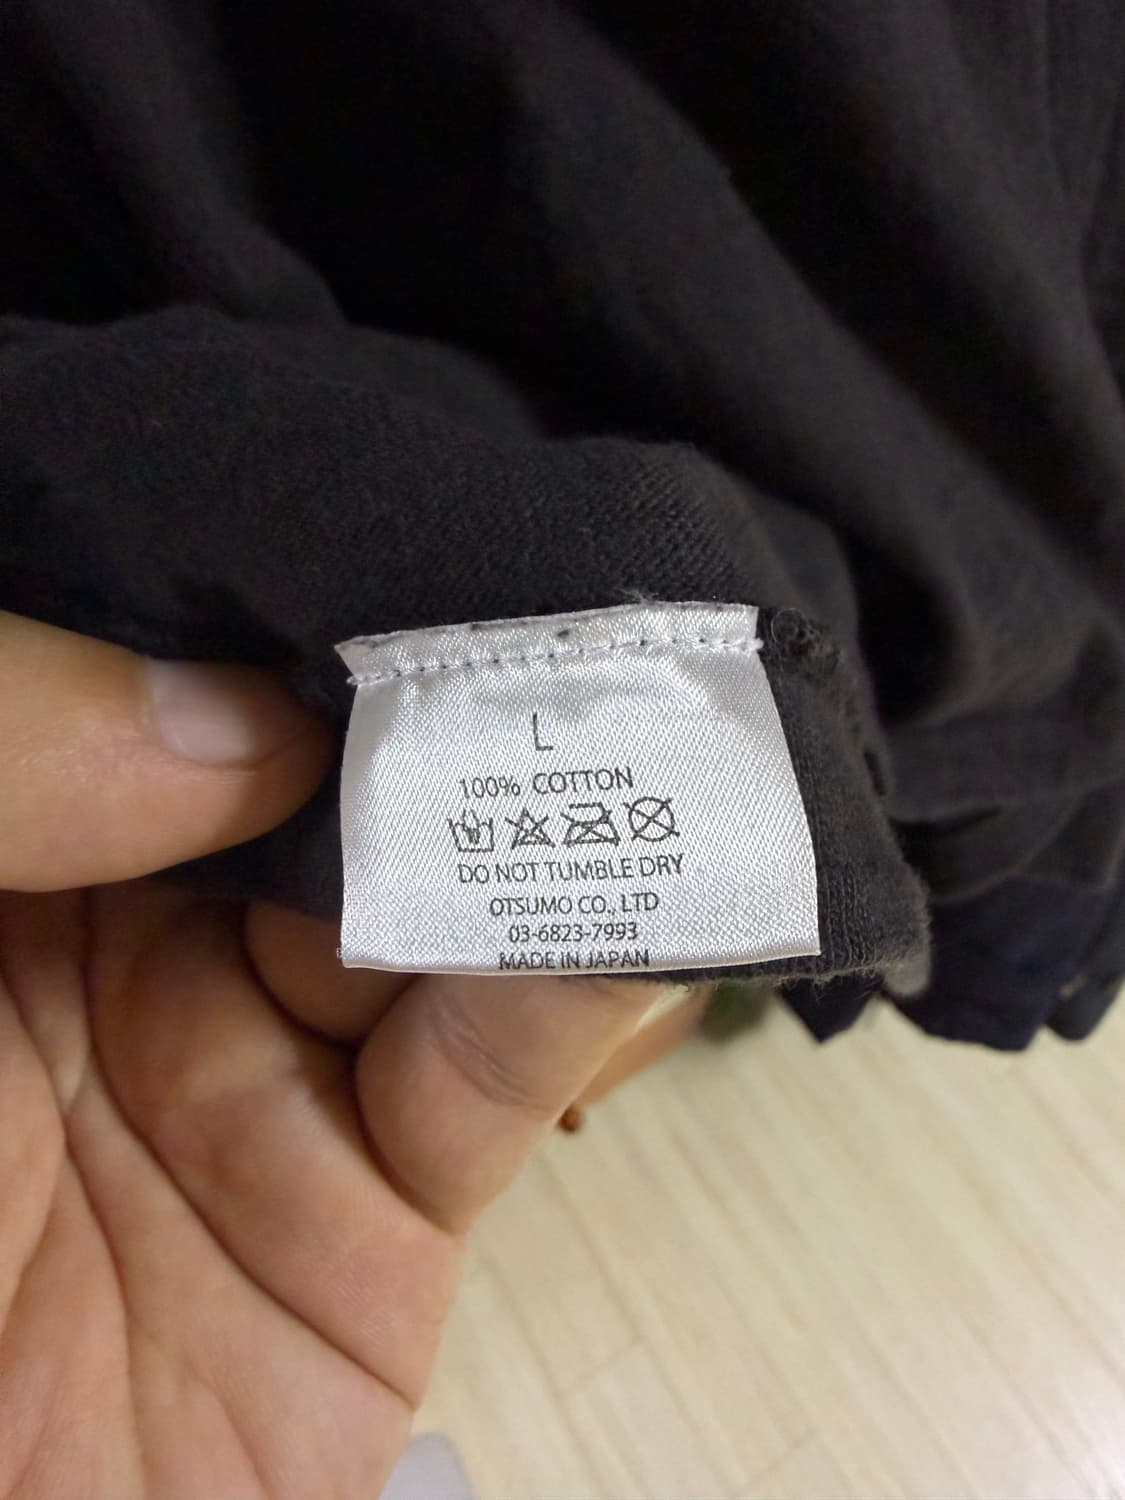 L
100% COTTON
DO NOT TUMBLE DRY
OTSUMO CO., LTD
03-6823-7993
MADE IN JAPAN